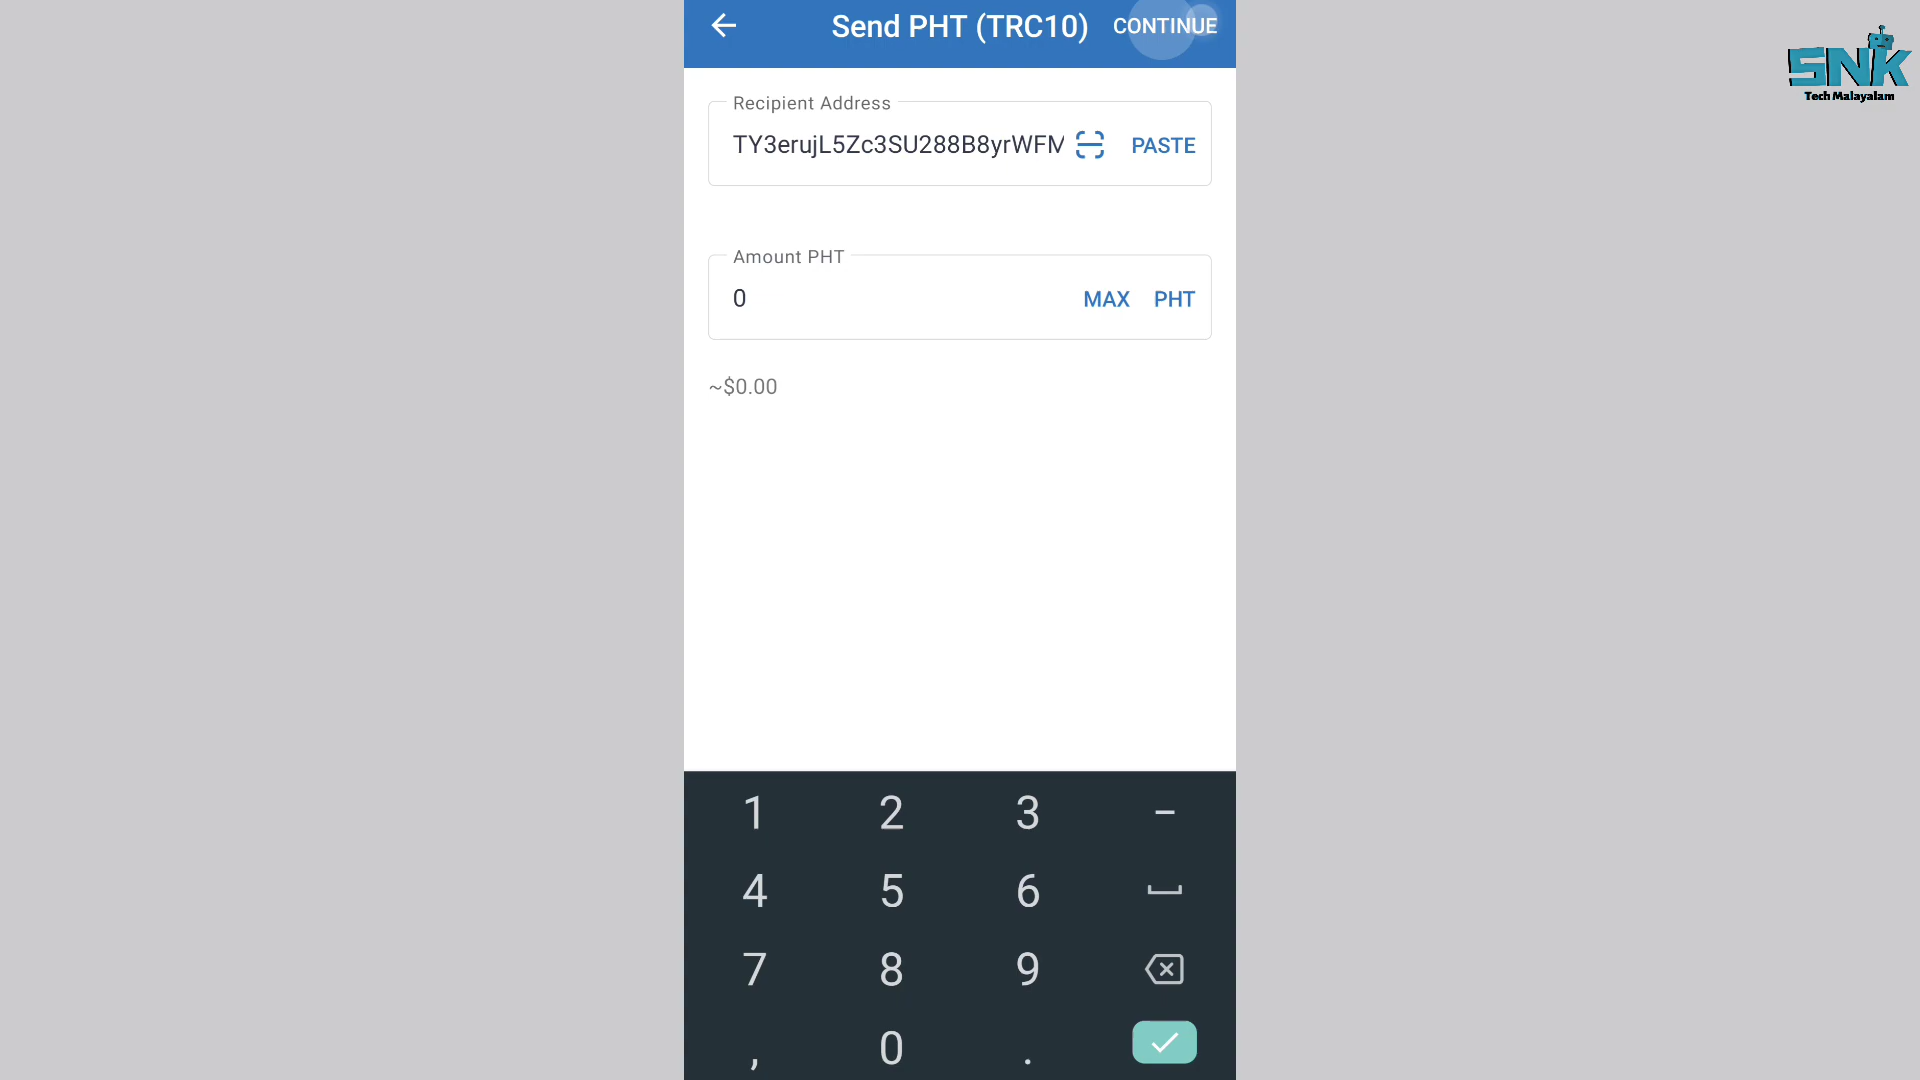 Send PHT (TRC10) CONTINUE
SNK
Tech Malayalam
Recipient Address
TY3erujL5Zc3SU288B8yrWFM PASTE
Amount PHT
0 MAX PHT
~$0.00
1 2 3 –
4 5 6
7 8 9
, 0 .